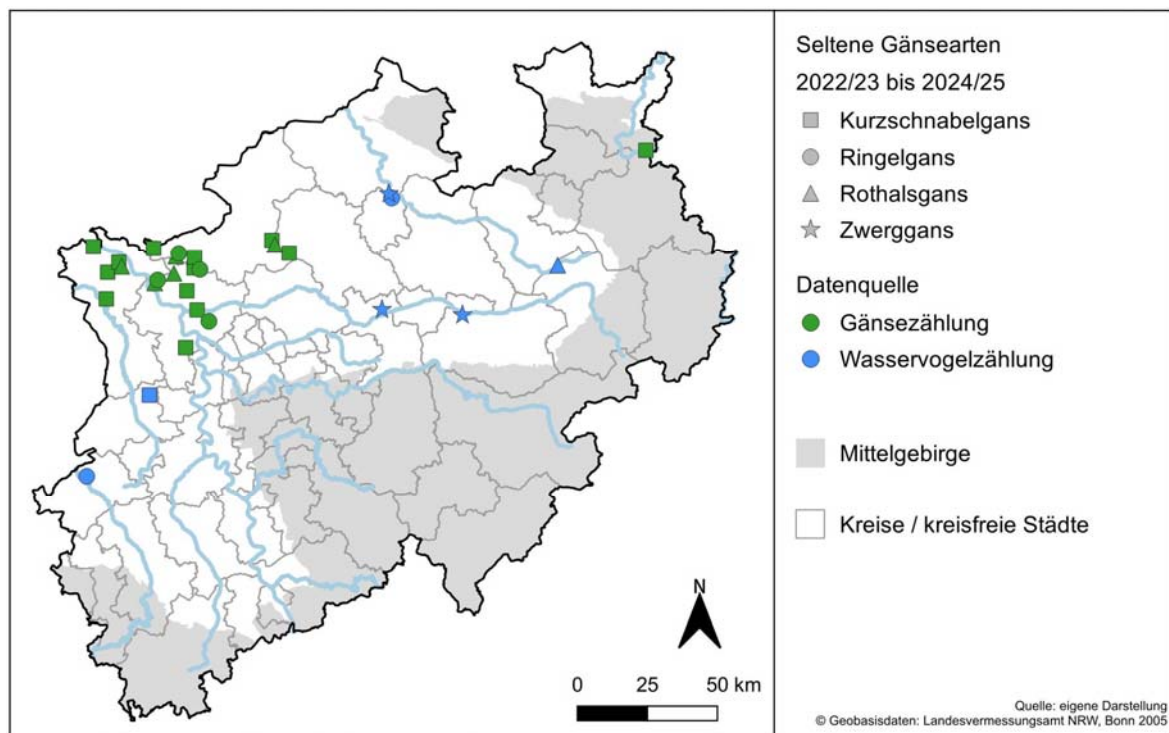 Seltene Gänsearten
2022/23 bis 2024/25
Kurzschnabelgans
Ringelgans
Rothalsgans
Zwerggans
Datenquelle
Gänsezählung
Wasservogelzählung
Mittelgebirge
Kreise / kreisfreie Städte
N
0 25 50 km
Quelle: eigene Darstellung
© Geobasisdaten: Landesvermessungsamt NRW, Bonn 2005